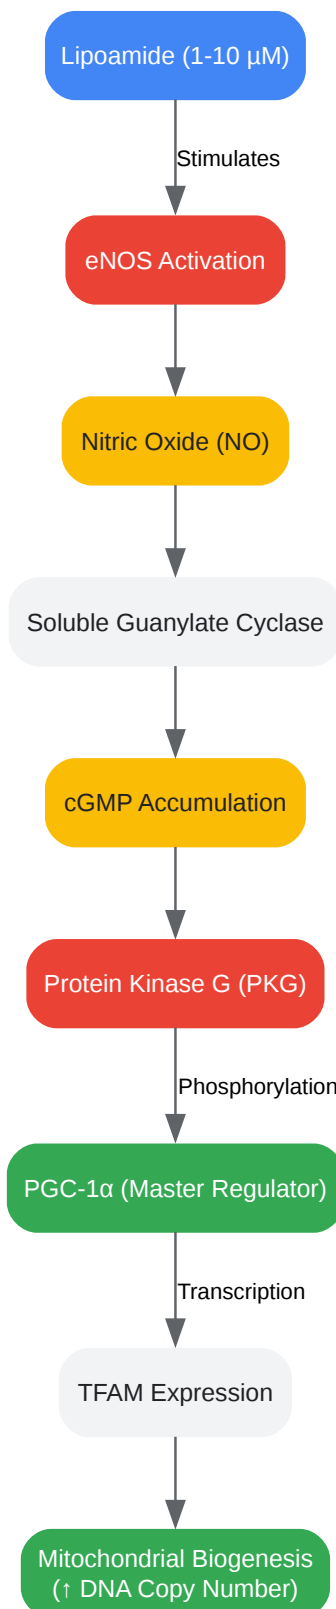 Lipoamide (1-10 µM)
Stimulates
eNOS Activation
Nitric Oxide (NO)
Soluble Guanylate Cyclase
cGMP Accumulation
Protein Kinase G (PKG)
Phosphorylation
PGC-1α (Master Regulator)
Transcription
TFAM Expression
Mitochondrial Biogenesis
(↑ DNA Copy Number)